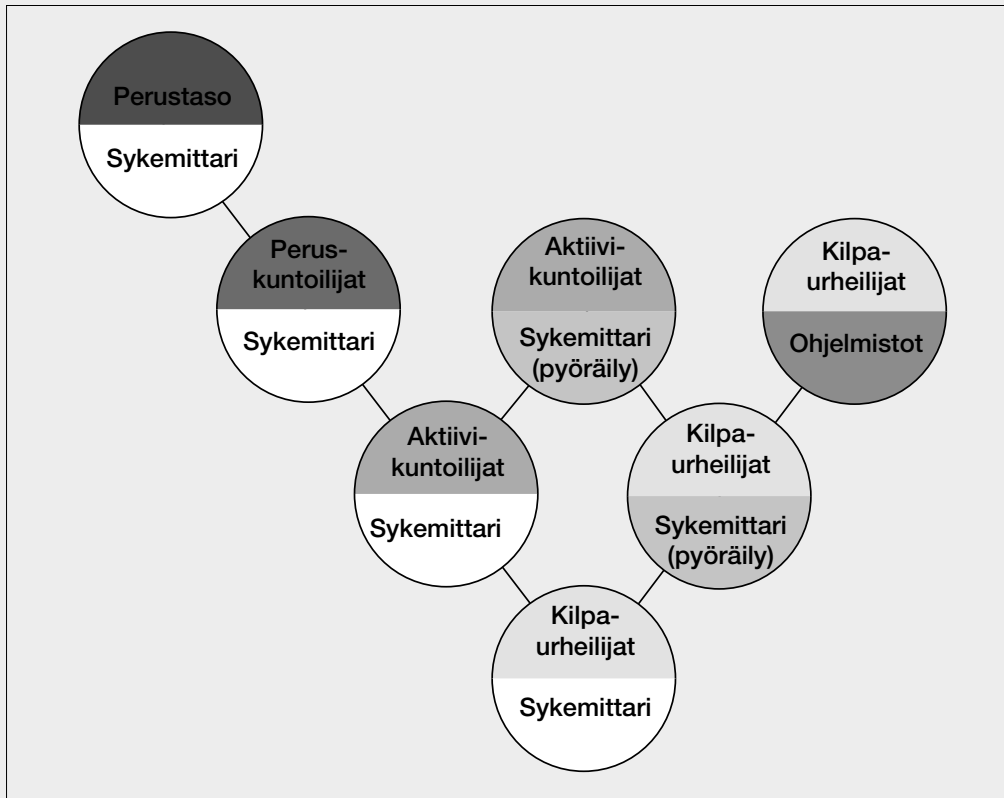 Perustaso
Sykemittari
Perus-
kuntoilijat
Sykemittari
Aktiivi-
kuntoilijat
Sykemittari
(pyöräily)
Kilpa-
urheilijat
Ohjelmistot
Aktiivi-
kuntoilijat
Sykemittari
Kilpa-
urheilijat
Sykemittari
(pyöräily)
Kilpa-
urheilijat
Sykemittari